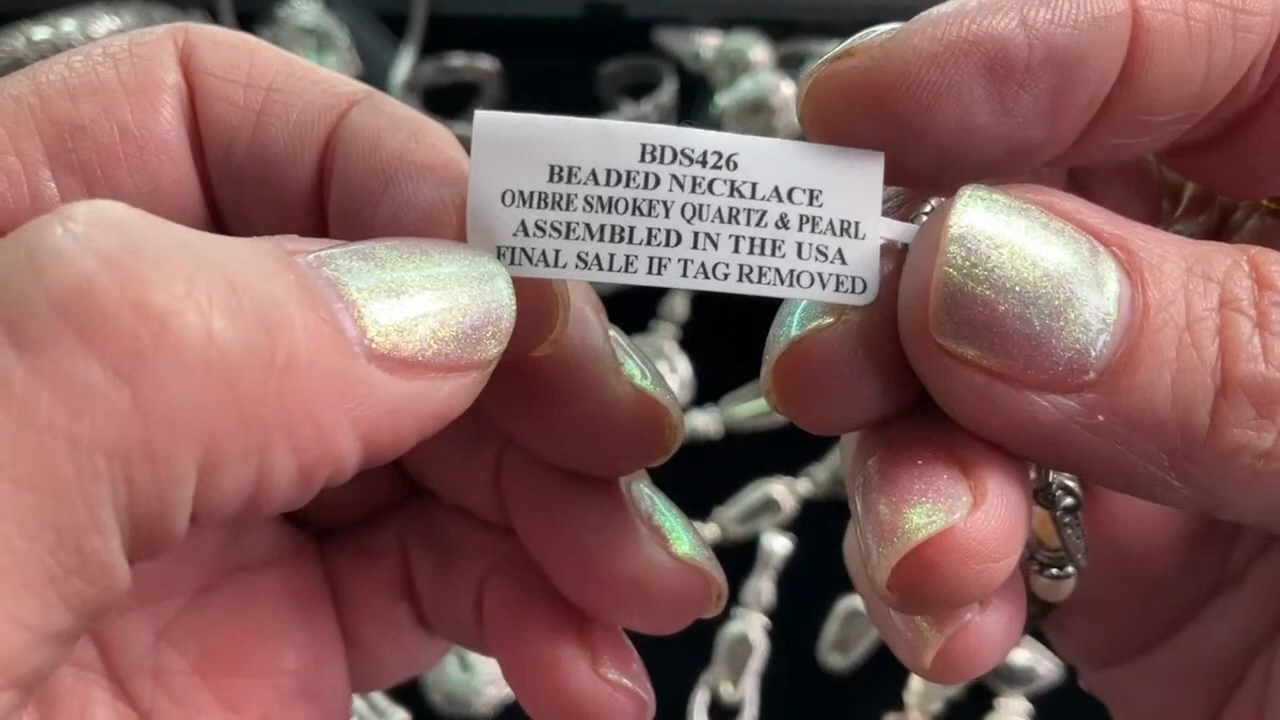 BDS426
BEADED NECKLACE
OMBRE SMOKEY QUARTZ & PEARL
ASSEMBLED IN THE USA
FINAL SALE IF TAG REMOVED